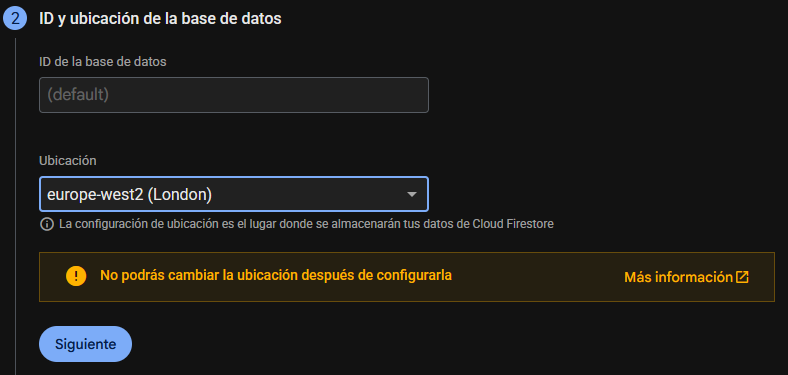 2
ID y ubicación de la base de datos
ID de la base de datos
(default)
Ubicación
europe-west2 (London)
La configuración de ubicación es el lugar donde se almacenarán tus datos de Cloud Firestore
No podrás cambiar la ubicación después de configurarla
Más información
Siguiente